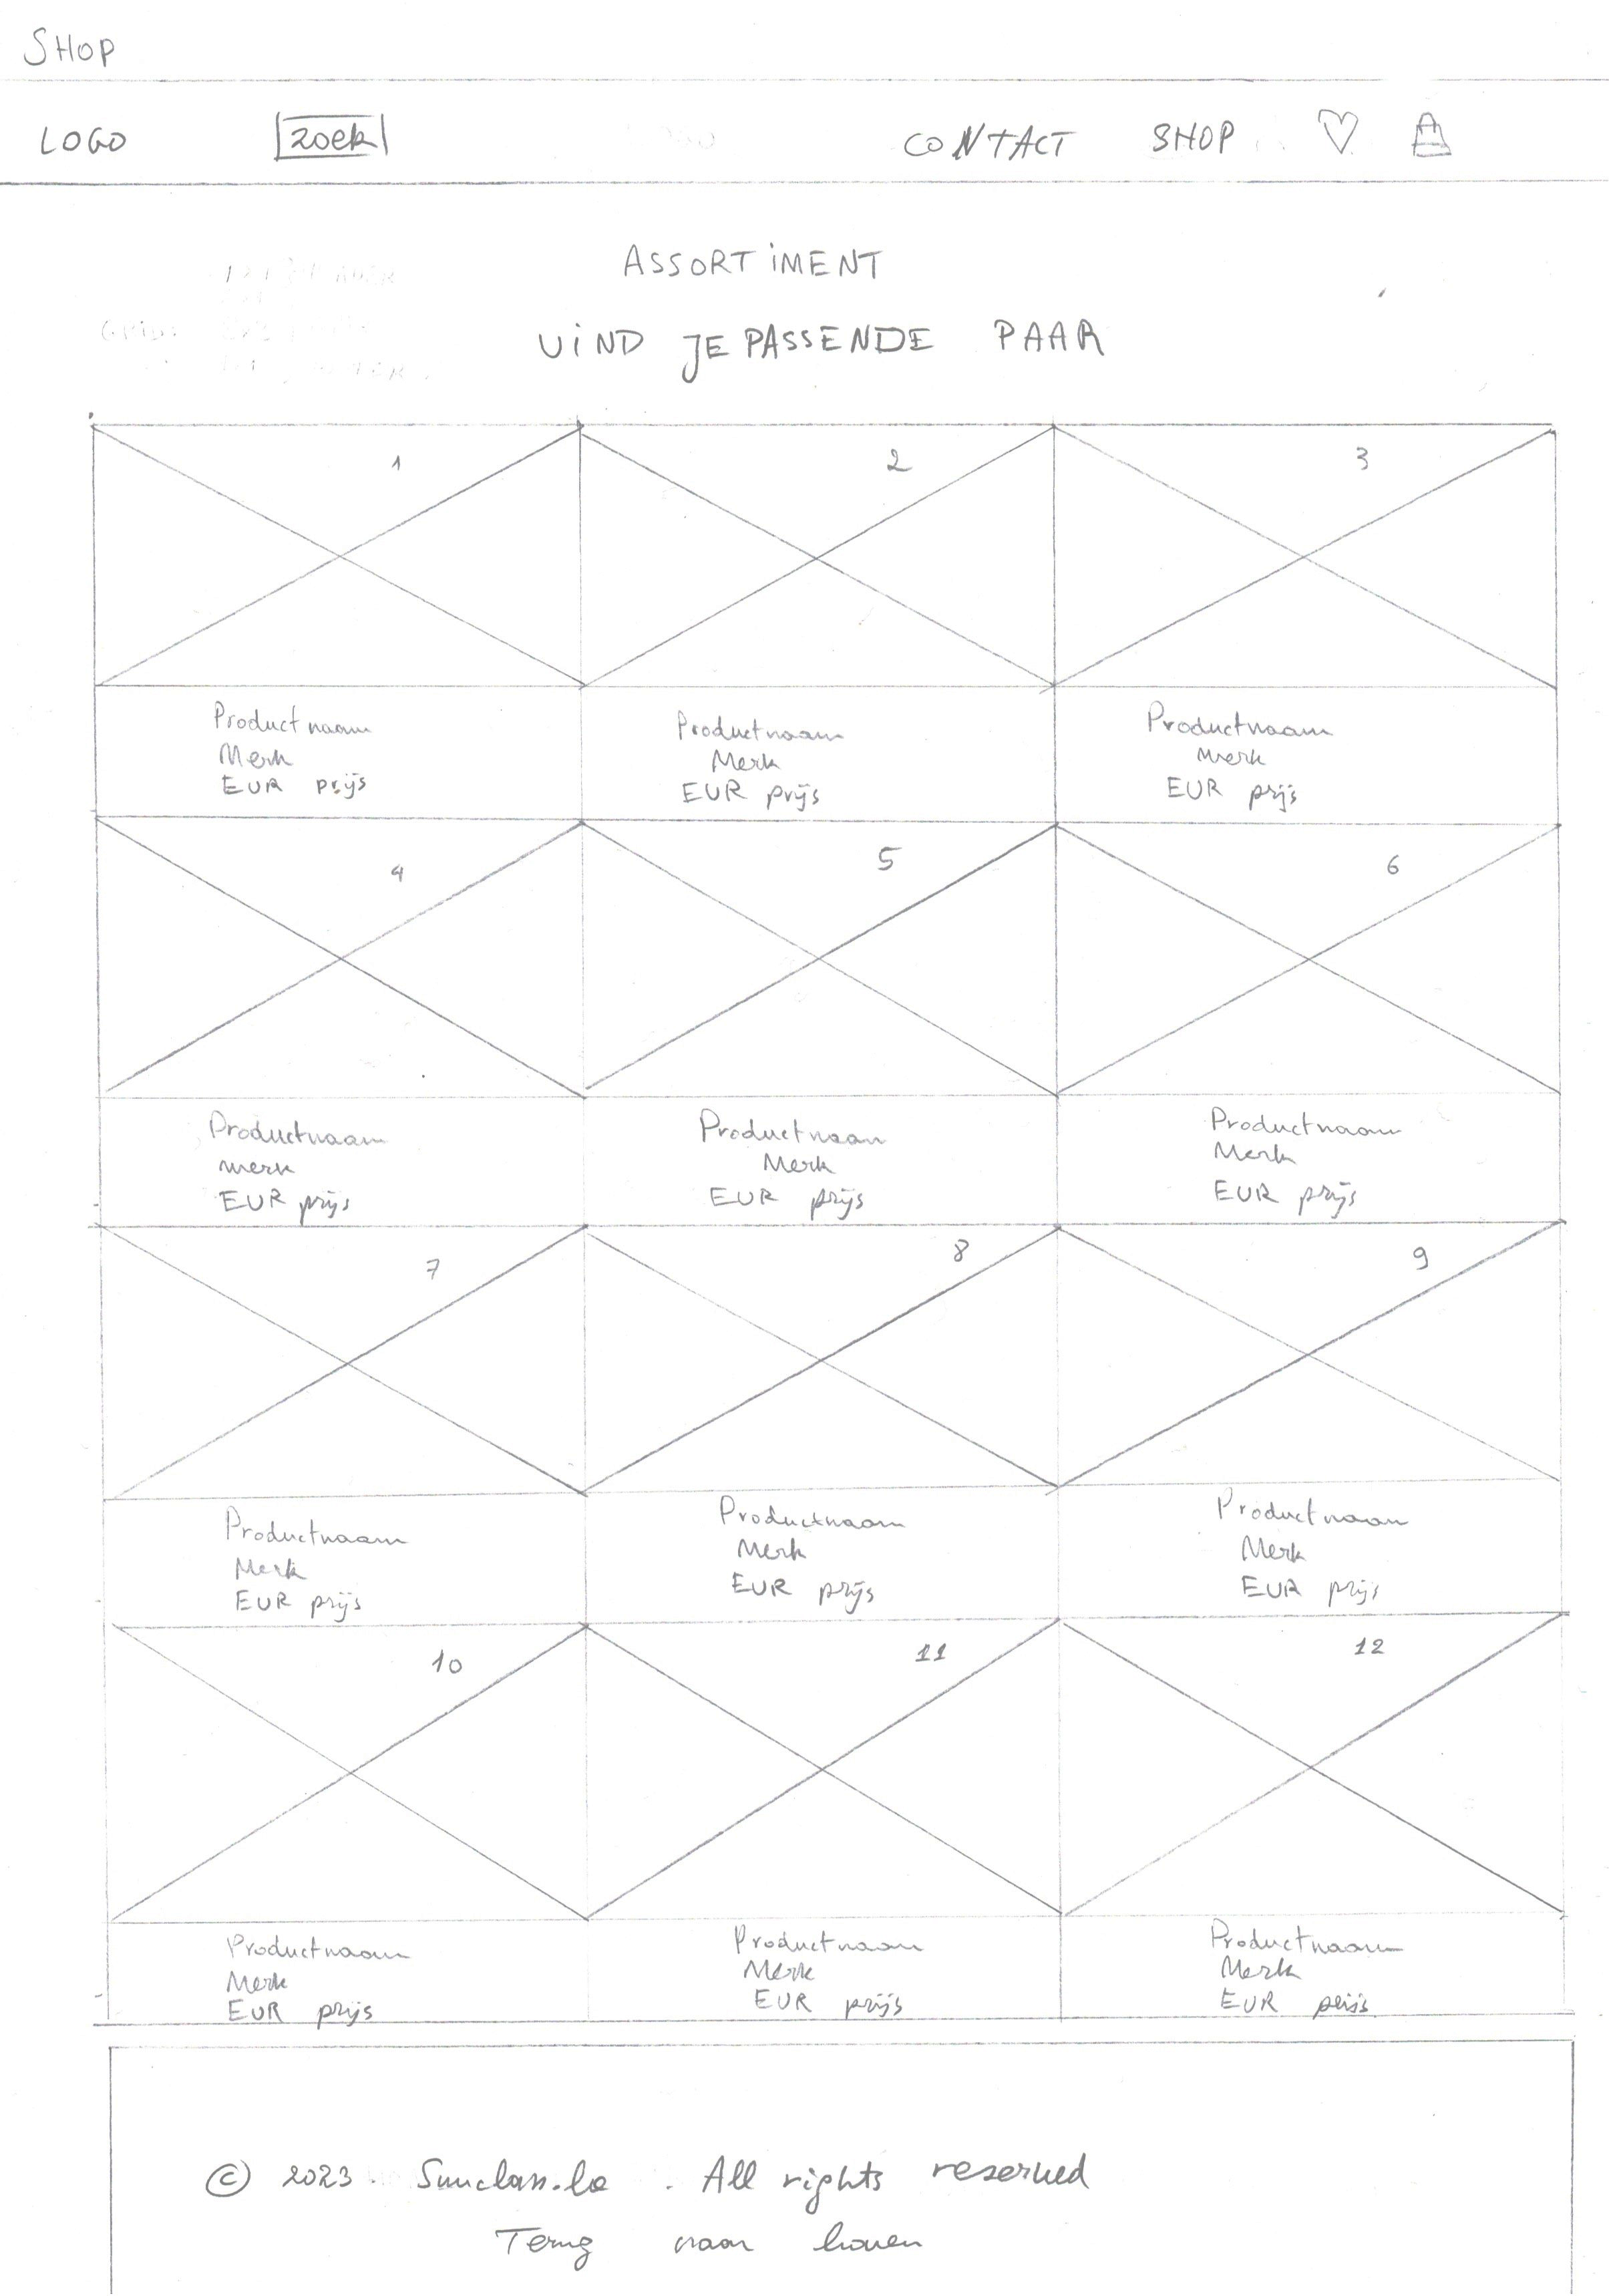 SHOP
LOGO zoek CONTACT SHOP
ASSORTiMENT
ViND JE PASSENDE PAAR
1 2 3
Productnaam Productnaam Productnaam
Merk Merk merk
EUR prijs EUR prijs EUR prijs
4 5 6
Productnaam Productnaam Productnaam
merk Merk Merk
EUR prijs EUR prijs EUR prijs
7 8 9
Productnaam Productnaam Productnaam
Merk Merk Merk
EUR prijs EUR prijs EUR prijs
10 11 12
Productnaam Productnaam Productnaam
Merk Merk Merk
EUR prijs EUR prijs EUR prijs
© 2023. Sunclass.be . All rights reserved
Terug naar boven